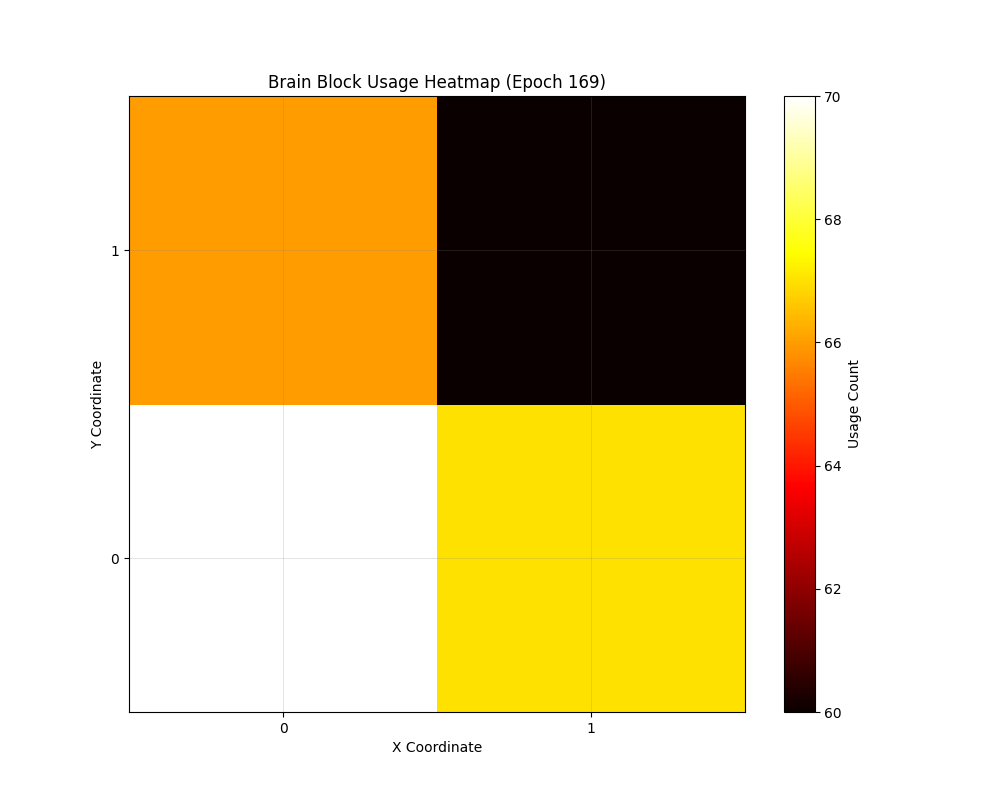 Brain Block Usage Heatmap (Epoch 169)
70
68
66
64
62
60
Usage Count
1
0
Y Coordinate
0 1
X Coordinate